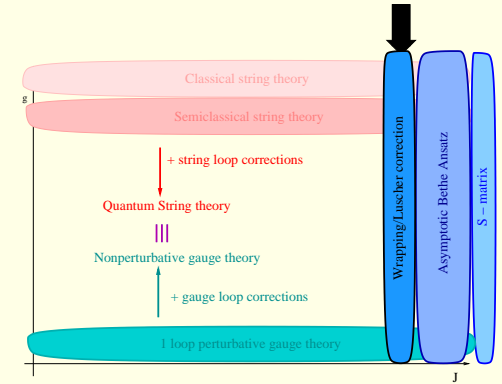 Classical string theory
g
Semiclassical string theory
+ string loop corrections
Quantum String theory
Nonperturbative gauge theory
+ gauge loop corrections
1 loop perturbative gauge theory
Wrapping/Luscher correction
Asymptotic Bethe Ansatz
S − matrix
J